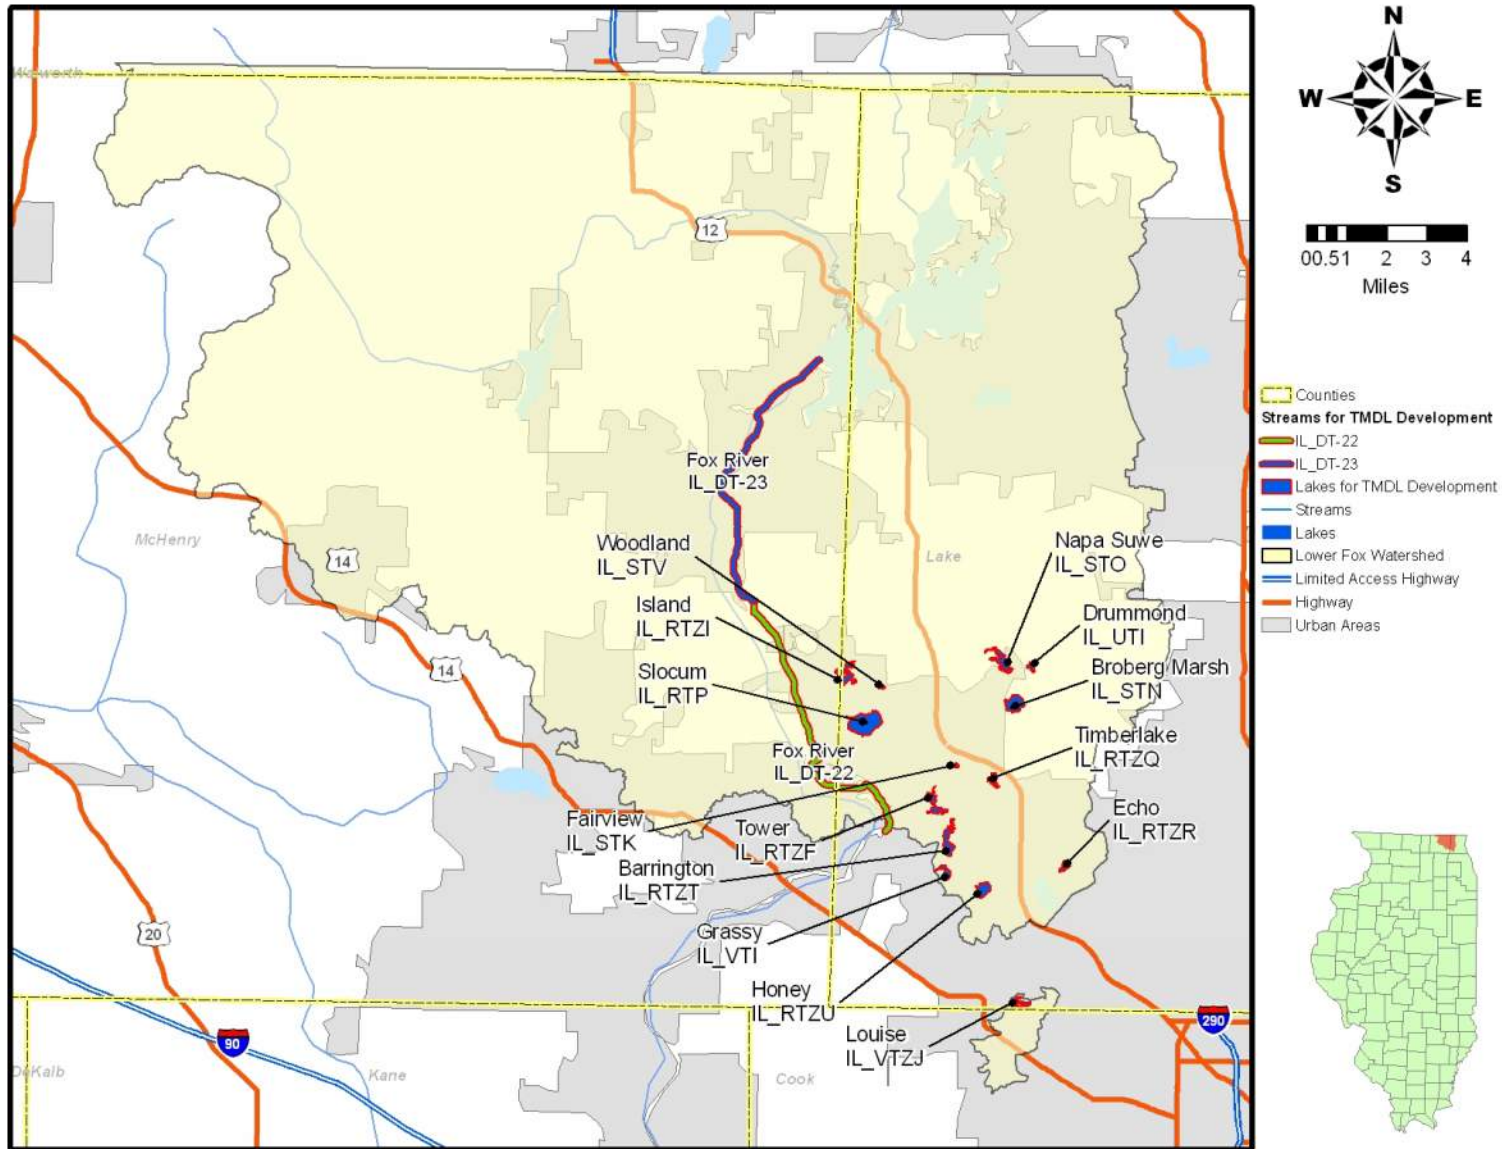 N
W E
S
00.51 2 3 4
Miles
Counties
Streams for TMDL Development
IL_DT-22
IL_DT-23
Lakes for TMDL Development
Streams
Lakes
Lower Fox Watershed
Limited Access Highway
Highway
Urban Areas
Walworth
12
Fox River
IL_DT-23
McHenry
14
Lake
Woodland
IL_STV
Napa Suwe
IL_STO
Island
IL_RTZI
Drummond
IL_UTI
14
Slocum
IL_RTP
Broberg Marsh
IL_STN
Fox River
IL_DT-22
Timberlake
IL_RTZQ
Fairview
IL_STK
Tower
IL_RTZF
Echo
IL_RTZR
Barrington
IL_RTZT
20
Grassy
IL_VTI
Honey
IL_RTZU
Louise
IL_VTZJ
90
290
DeKalb
Kane
Cook